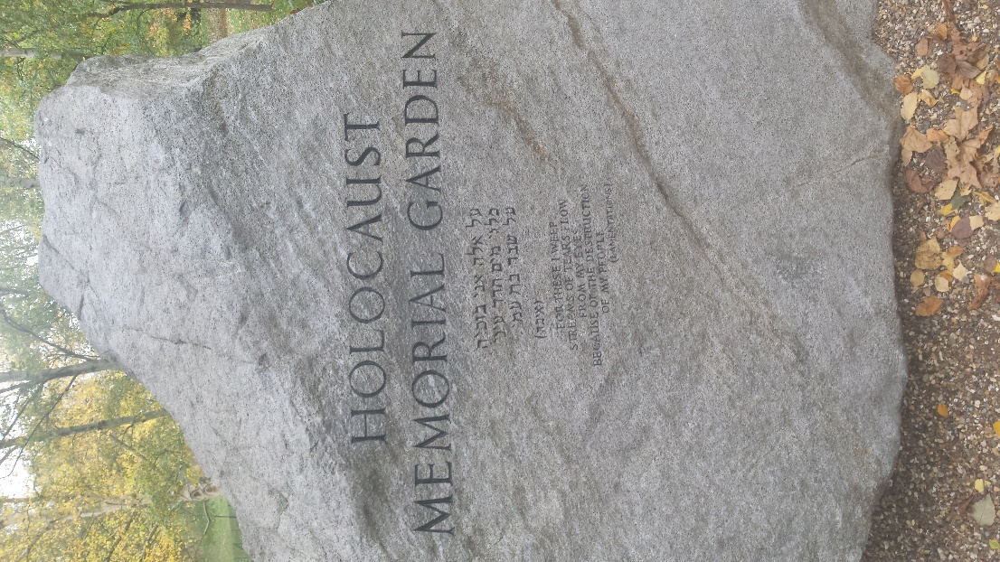 HOLOCAUST
MEMORIAL GARDEN
על אלה אני בוכיה
פלגי מים תרד עיני
על שבר בת עמי.
(איכה)
FOR THESE I WEEP
STREAMS OF TEARS FLOW
FROM MY EYES
BECAUSE OF THE DESTRUCTION
OF MY PEOPLE
(LAMENTATIONS)